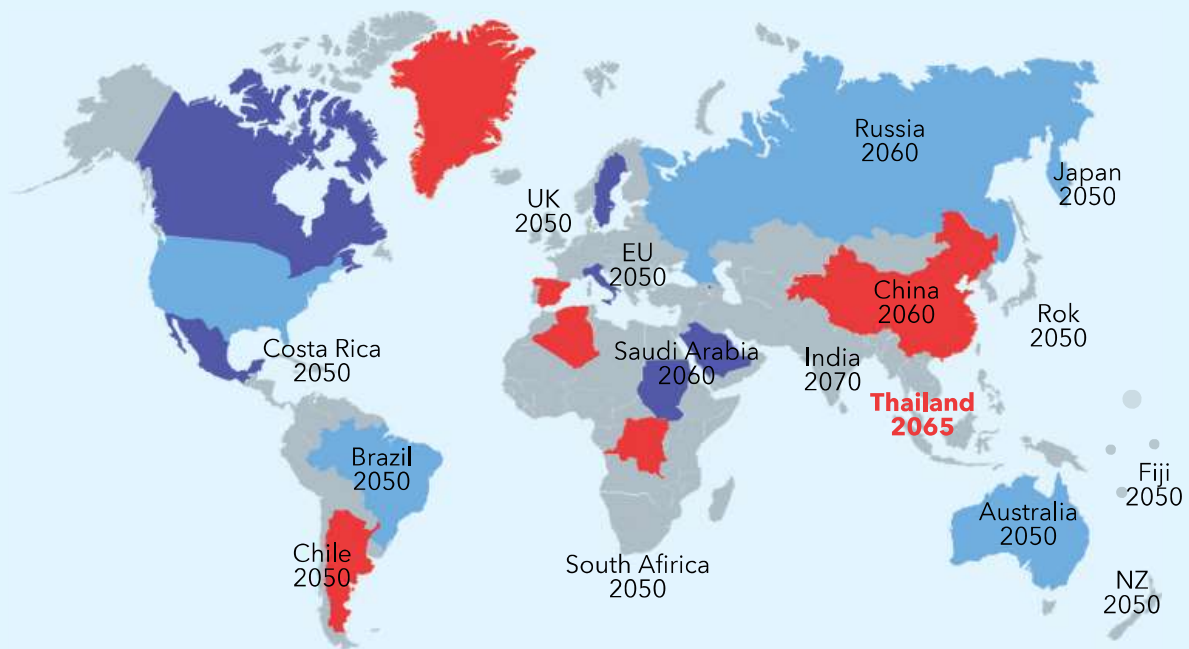 Russia
2060
Japan
2050
UK
2050
EU
2050
China
2060
Rok
2050
Costa Rica
2050
Saudi Arabia
2060
India
2070
Thailand
2065
Brazil
2050
Fiji
2050
Australia
2050
Chile
2050
South Afirica
2050
NZ
2050